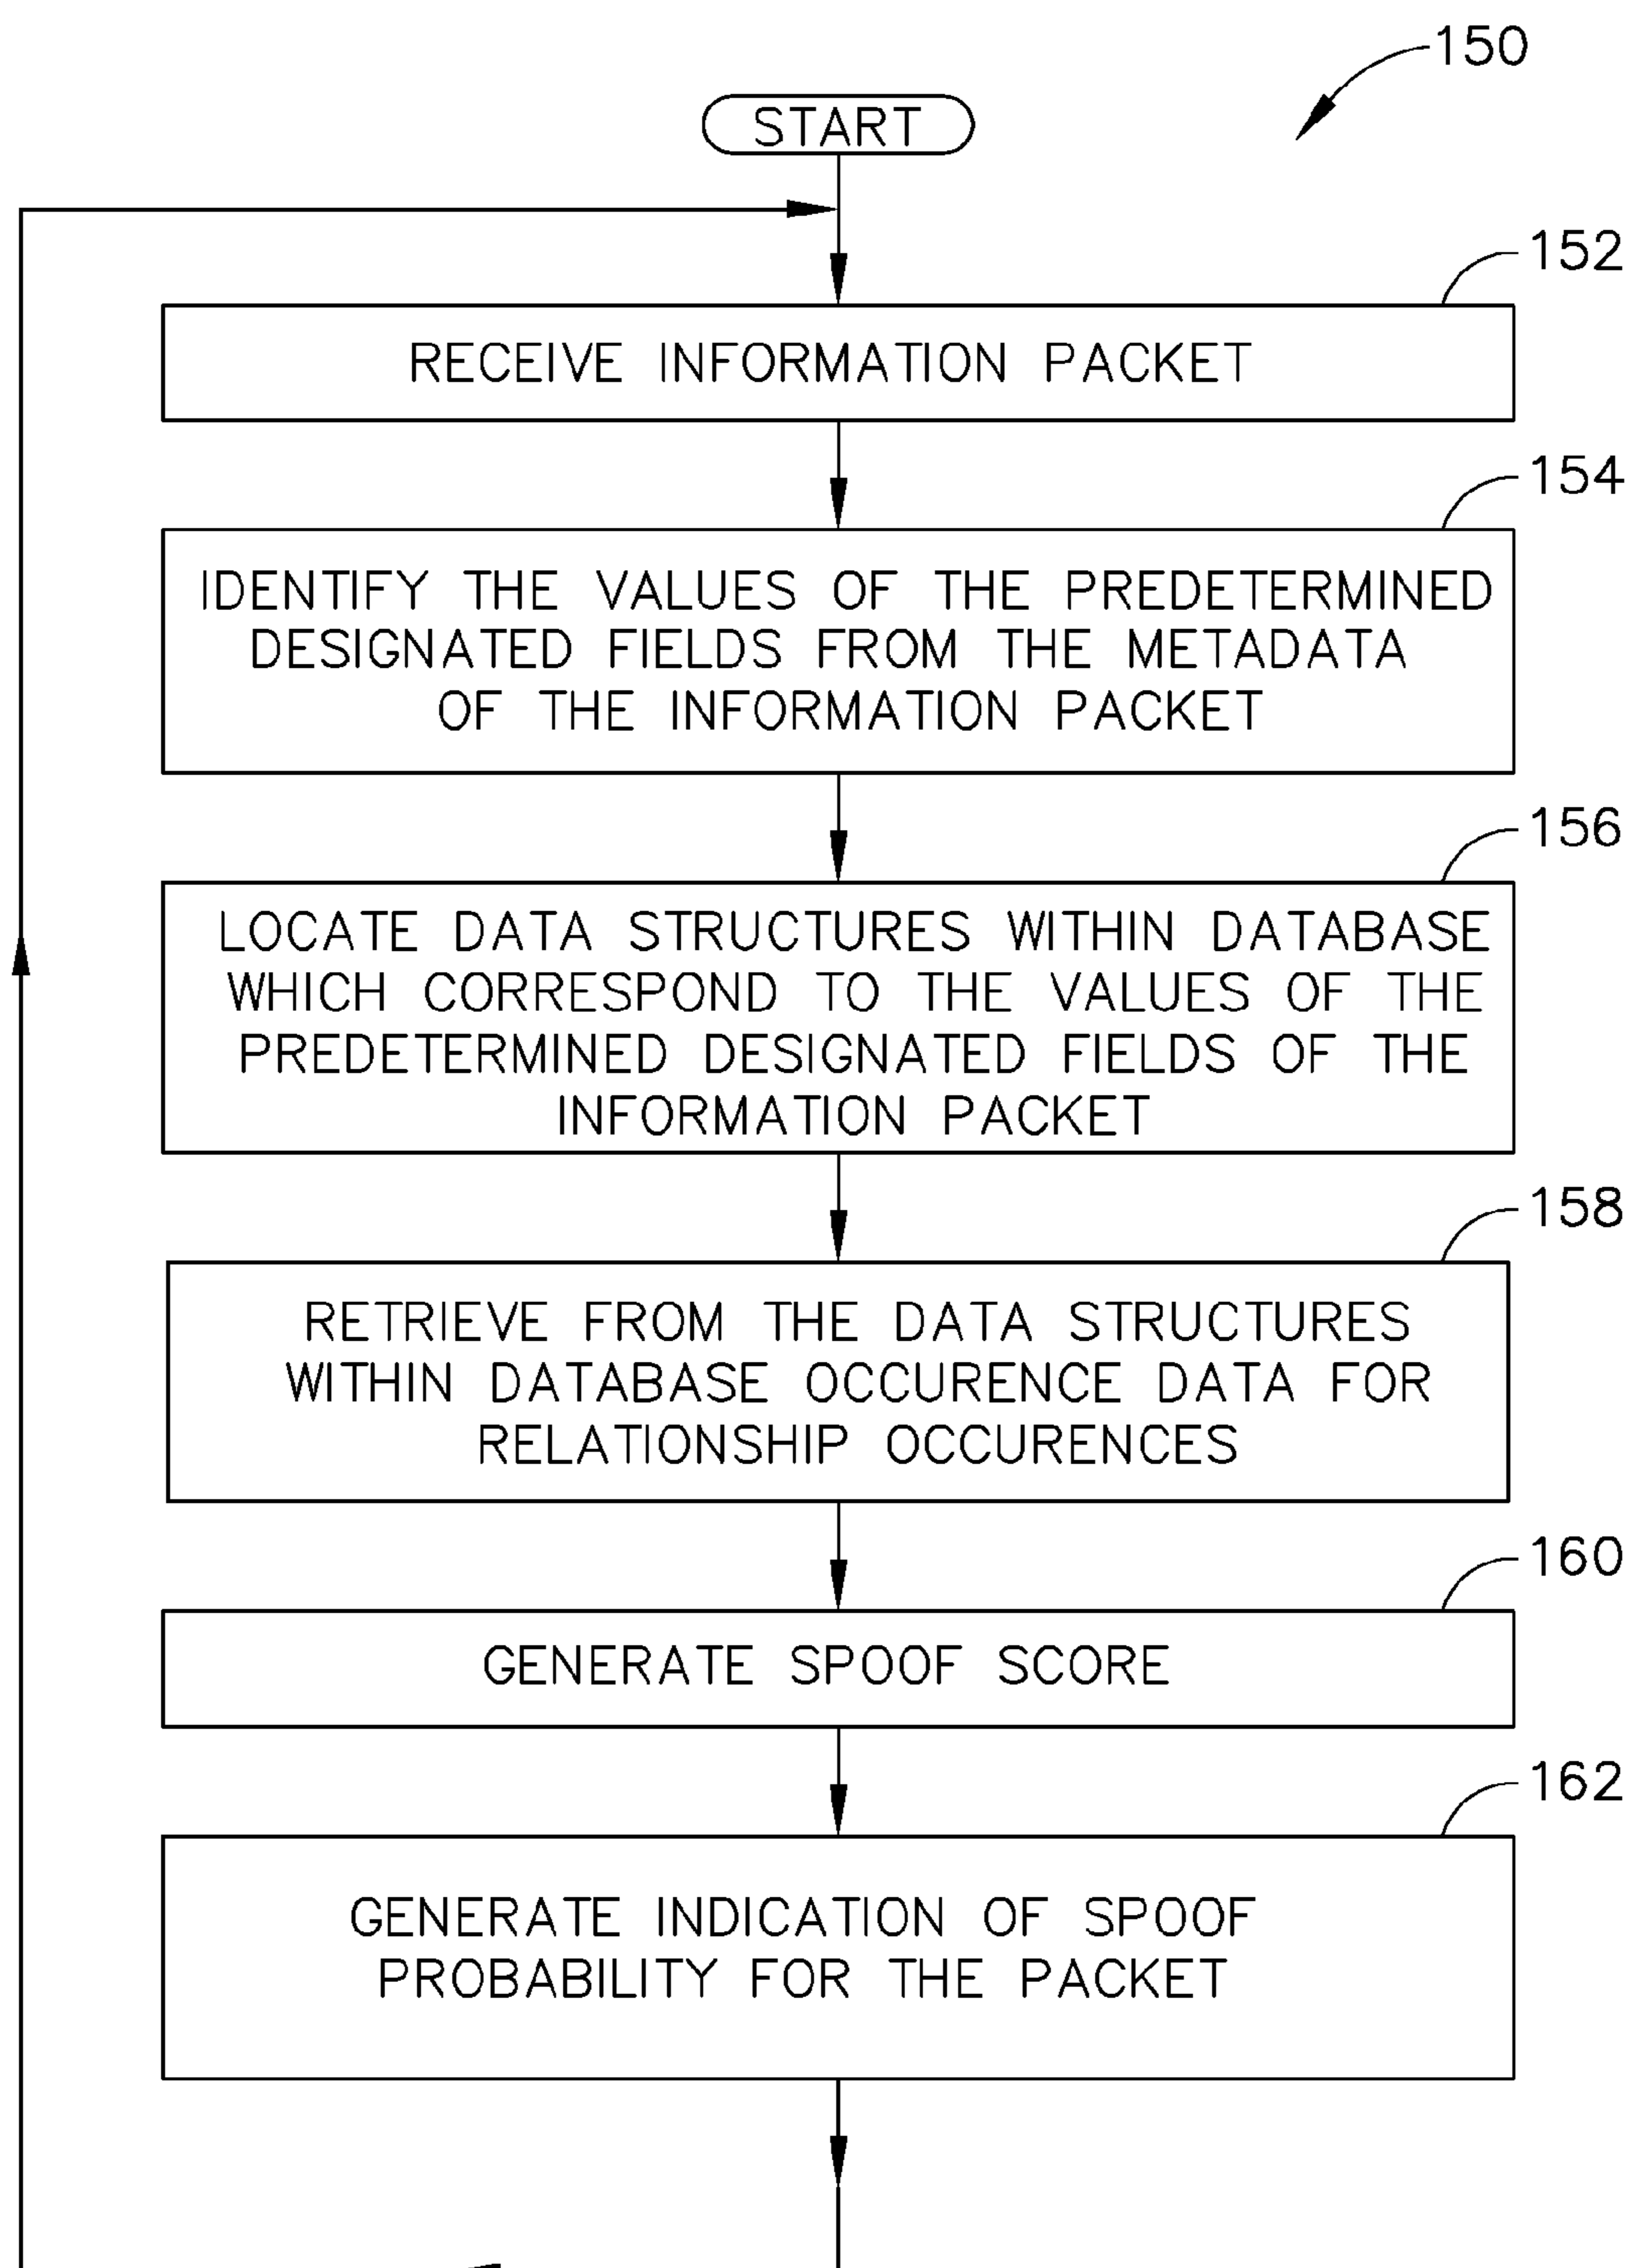 150
START
152
RECEIVE INFORMATION PACKET
154
IDENTIFY THE VALUES OF THE PREDETERMINED
DESIGNATED FIELDS FROM THE METADATA
OF THE INFORMATION PACKET
156
LOCATE DATA STRUCTURES WITHIN DATABASE
WHICH CORRESPOND TO THE VALUES OF THE
PREDETERMINED DESIGNATED FIELDS OF THE
INFORMATION PACKET
158
RETRIEVE FROM THE DATA STRUCTURES
WITHIN DATABASE OCCURENCE DATA FOR
RELATIONSHIP OCCURENCES
160
GENERATE SPOOF SCORE
162
GENERATE INDICATION OF SPOOF
PROBABILITY FOR THE PACKET